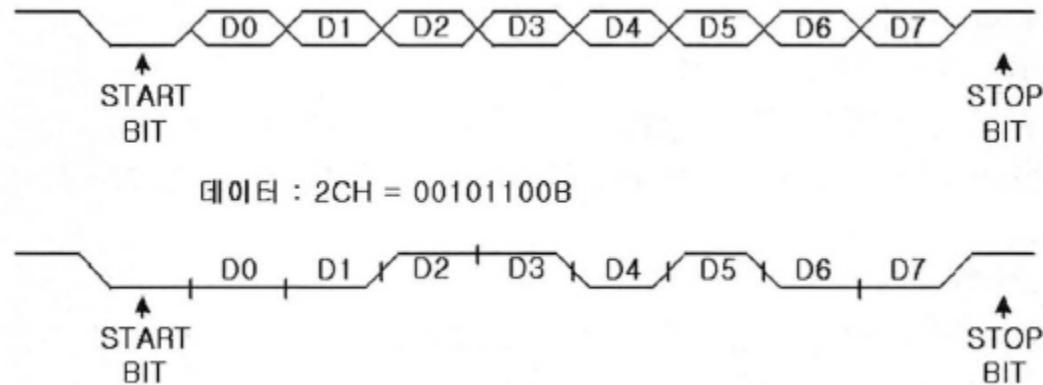 D0 D1 D2 D3 D4 D5 D6 D7
START BIT
STOP BIT
데이터 : 2CH = 00101100B
D0 D1 D2 D3 D4 D5 D6 D7
START BIT
STOP BIT